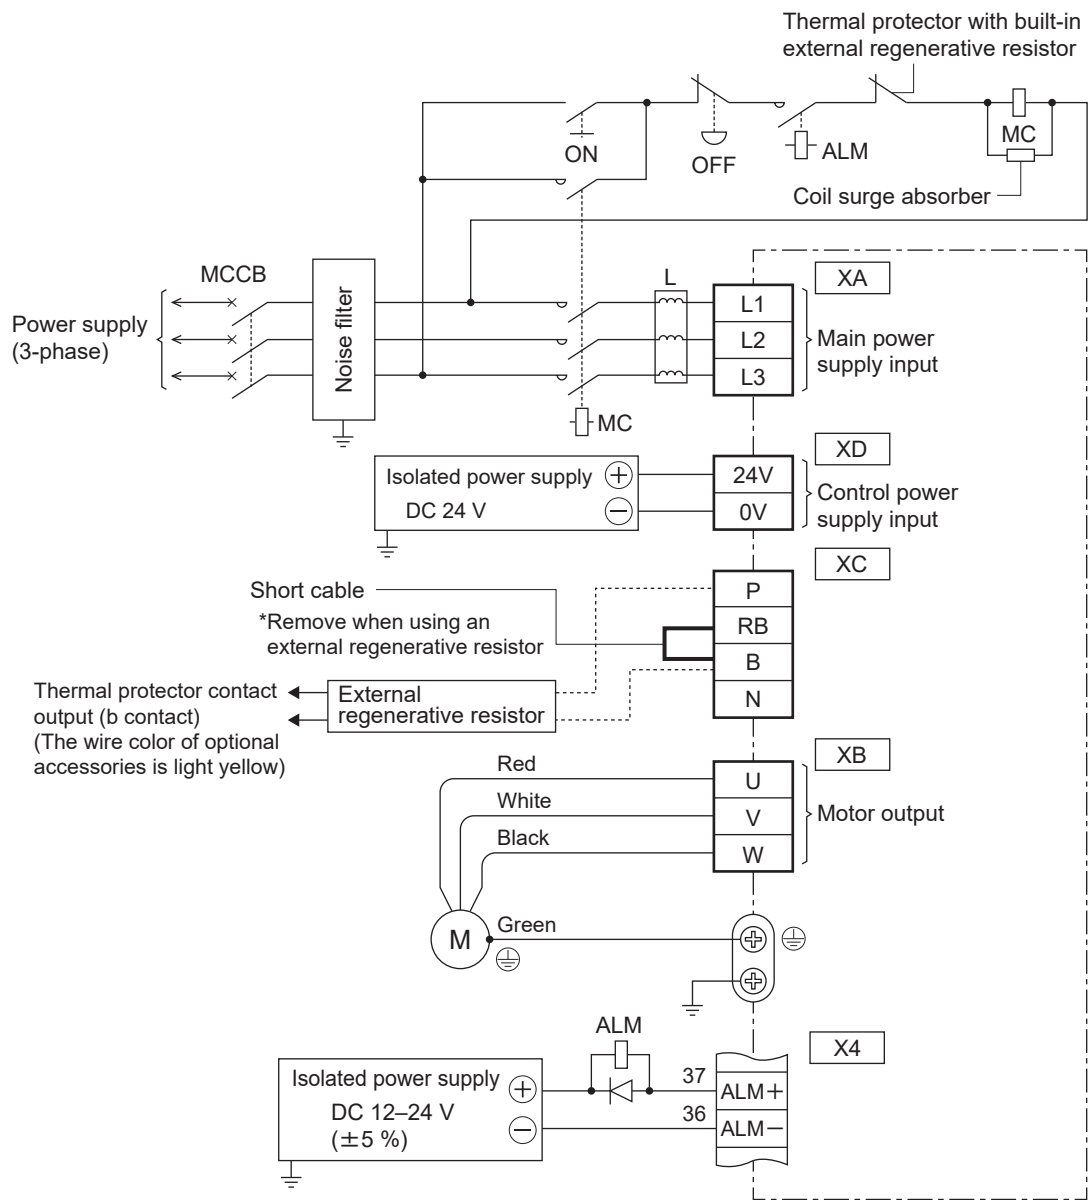 Thermal protector with built-in
external regenerative resistor
ON
OFF
ALM
MC
Coil surge absorber
MCCB
Power supply
(3-phase)
Noise filter
L
MC
XA
L1
L2
L3
Main power
supply input
XD
Isolated power supply +
DC 24 V −
24V
0V
Control power
supply input
XC
Short cable
*Remove when using an
external regenerative resistor
P
RB
B
N
Thermal protector contact
output (b contact)
(The wire color of optional
accessories is light yellow)
External
regenerative resistor
XB
Red
White
Black
U
V
W
Motor output
M
Green
ALM
X4
Isolated power supply +
DC 12–24 V
(±5 %) −
37
36
ALM+
ALM−